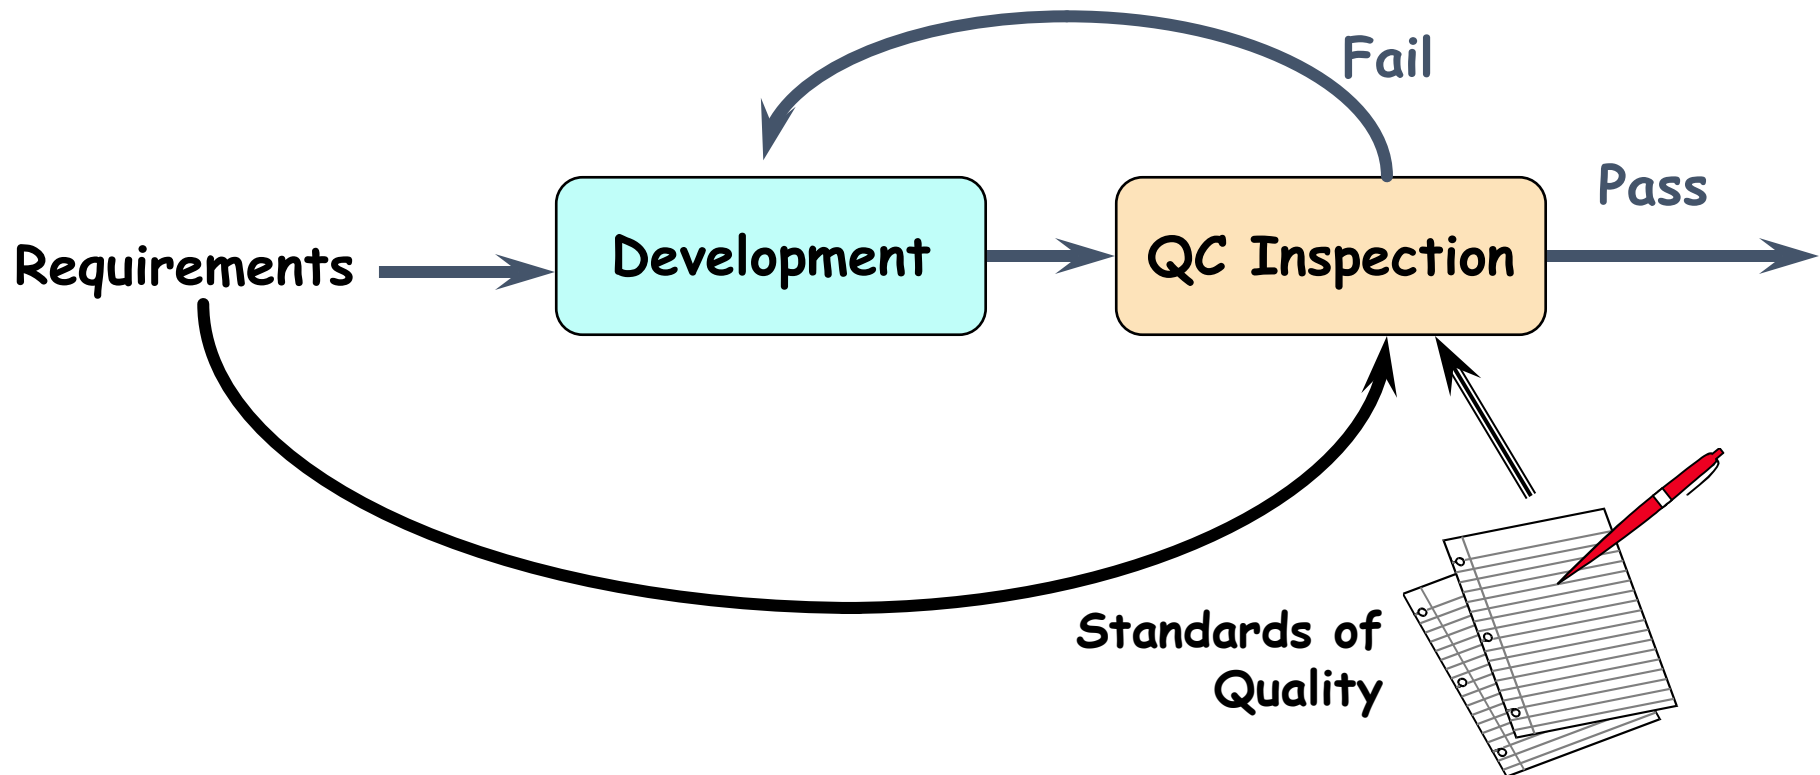 Fail
Pass
Requirements
Development
QC Inspection
Standards of
Quality